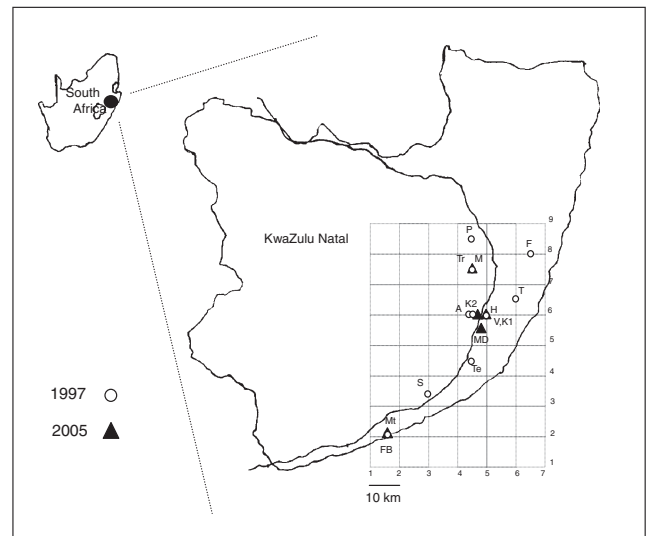 South
Africa
KwaZulu Natal
P
F
Tr M
T
A K2 H
V,K1
MD
Te
S
Mt
FB
1997
2005
9
8
7
6
5
4
3
2
1
1 2 3 4 5 6 7
10 km